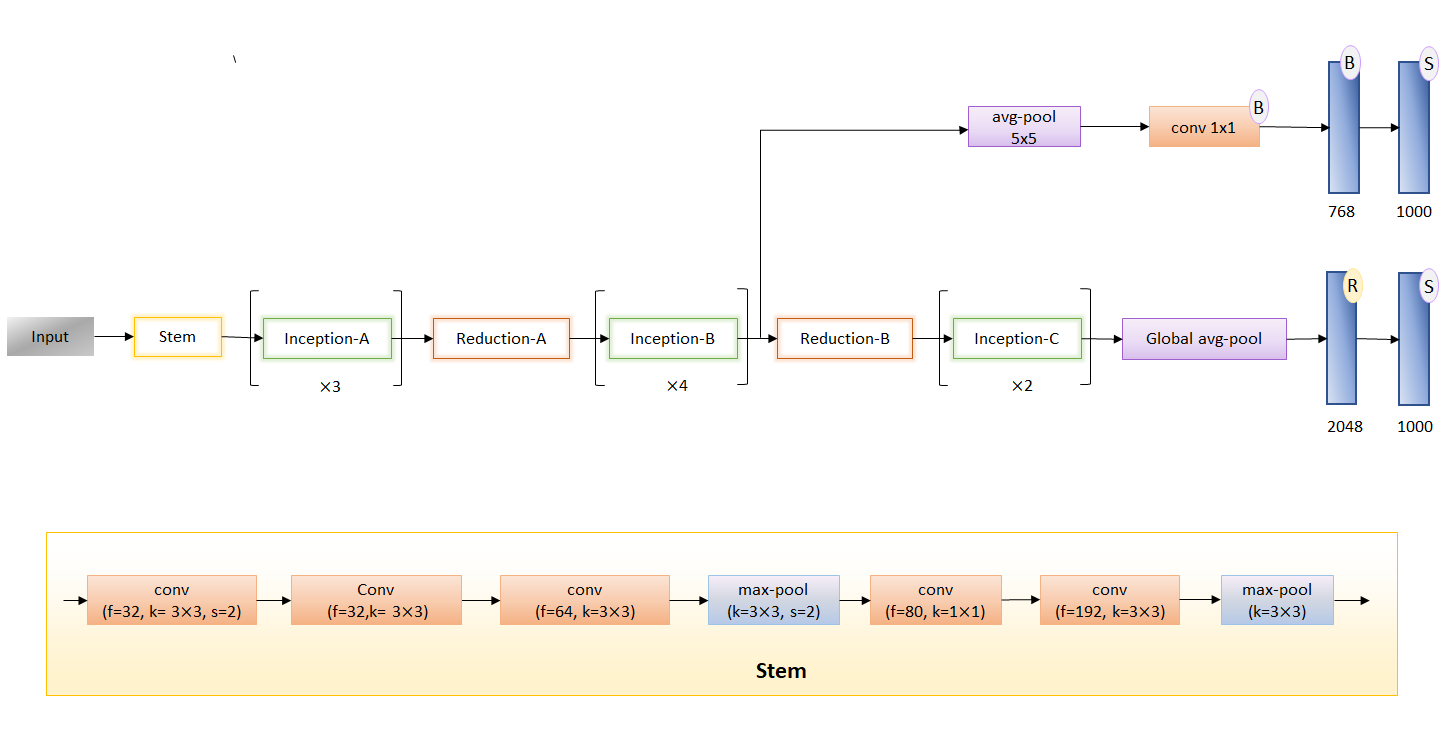 \
B
S
avg-pool
5x5
conv 1x1
B
768
1000
Input
Stem
Inception-A
×3
Reduction-A
Inception-B
×4
Reduction-B
Inception-C
×2
Global avg-pool
R
S
2048
1000
conv
(f=32, k= 3×3, s=2)
Conv
(f=32,k= 3×3)
conv
(f=64, k=3×3)
max-pool
(k=3×3, s=2)
conv
(f=80, k=1×1)
conv
(f=192, k=3×3)
max-pool
(k=3×3)
Stem